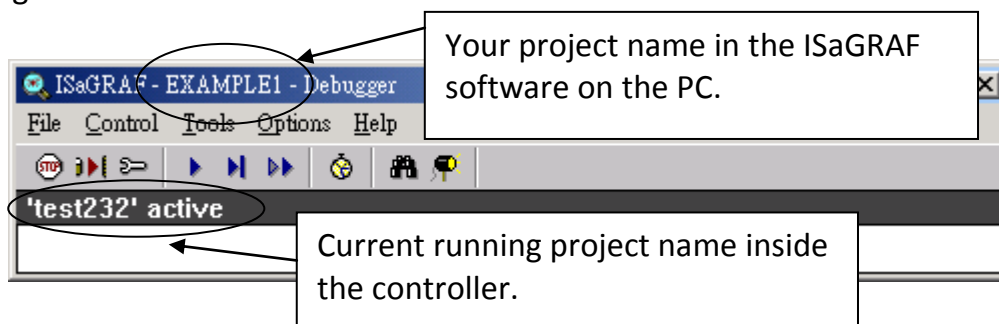 Your project name in the ISaGRAF
software on the PC.
ISaGRAF - EXAMPLE1 - Debugger
File Control Tools Options Help
STOP
'test232' active
Current running project name inside
the controller.